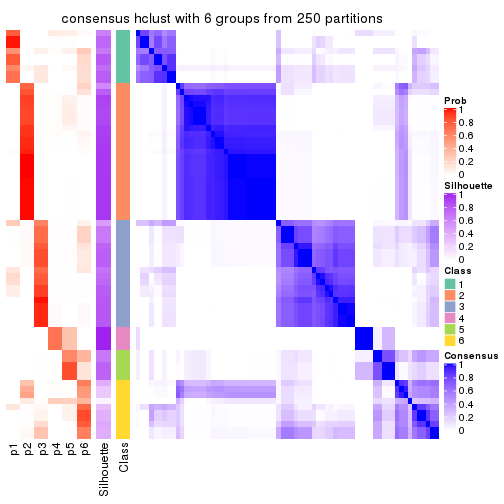 consensus hclust with 6 groups from 250 partitions
Prob
1
0.8
0.6
0.4
0.2
0
Silhouette
1
0.8
0.6
0.4
0.2
0
Class
1
2
3
4
5
6
Consensus
1
0.8
0.6
0.4
0.2
0
p1
p2
p3
p4
p5
p6
Silhouette
Class